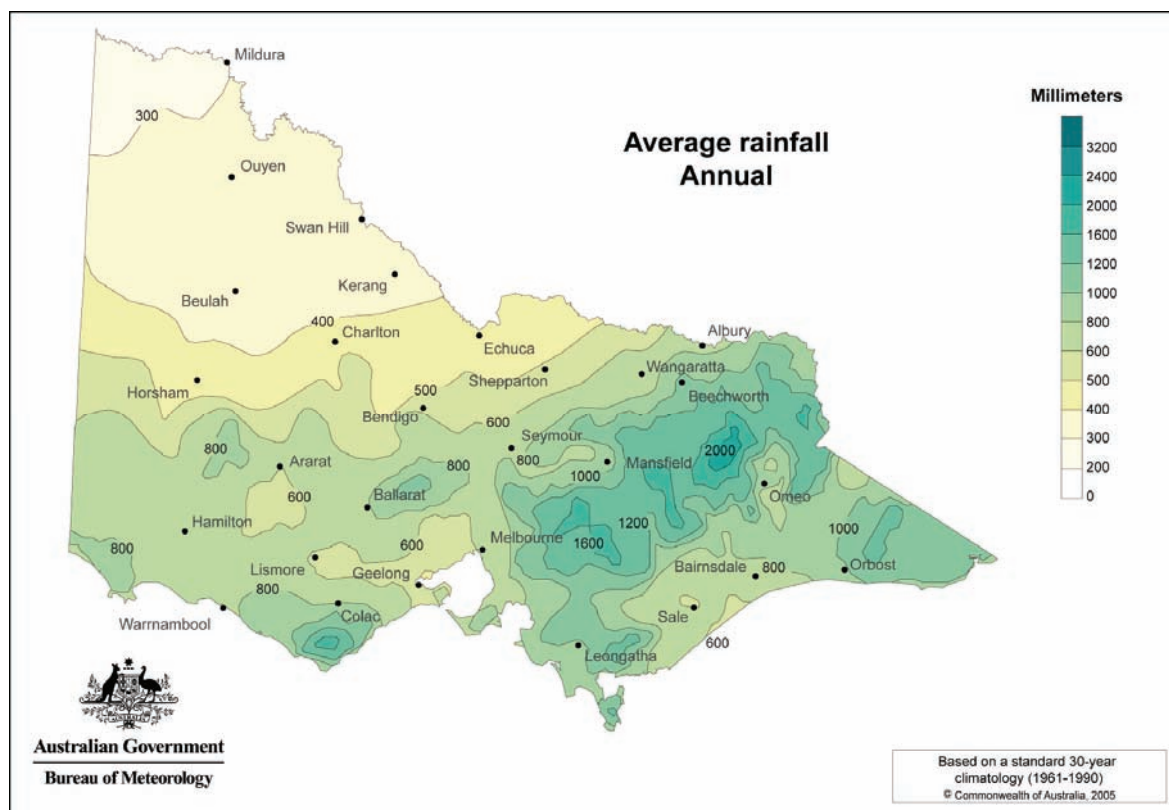 Average rainfall
Annual
Millimeters
3200
2400
2000
1600
1200
1000
800
600
500
400
300
200
0
Mildura
300
Ouyen
Swan Hill
Kerang
Beulah
400
Charlton
Echuca
Albury
Horsham
Shepparton
Wangaratta
Beechworth
500
Bendigo
600
Seymour
800
800
800
Ararat
1000
Mansfield
2000
600
Ballarat
Omeo
Hamilton
1200
1000
Melbourne
1600
800
600
Lismore
Geelong
Bairnsdale
800
Orbost
800
Colac
Sale
Warrnambool
600
Leongatha
AUSTRALIA
Australian Government
Bureau of Meteorology
Based on a standard 30-year
climatology (1961-1990)
© Commonwealth of Australia, 2005